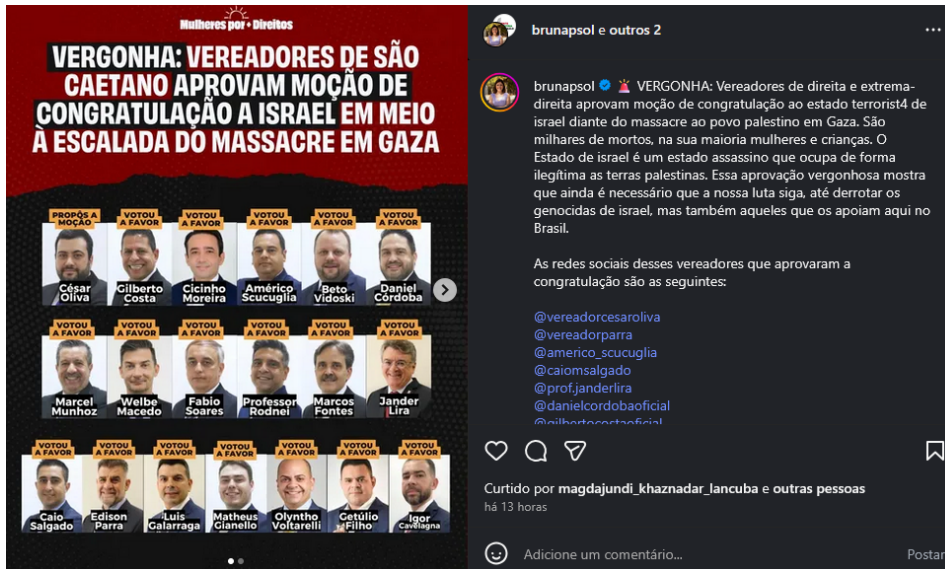 Mulheres por + Direitos
VERGONHA: VEREADORES DE SÃO
CAETANO APROVAM MOÇÃO DE
CONGRATULAÇÃO A ISRAEL EM MEIO
À ESCALADA DO MASSACRE EM GAZA
PROPÔS A MOÇÃO
César Oliva
VOTOU A FAVOR
Gilberto Costa
VOTOU A FAVOR
Cicinho Moreira
VOTOU A FAVOR
Américo Scucuglia
VOTOU A FAVOR
Beto Vidoski
VOTOU A FAVOR
Daniel Córdoba
VOTOU A FAVOR
Marcel Munhoz
VOTOU A FAVOR
Welbe Macedo
VOTOU A FAVOR
Fabio Soares
VOTOU A FAVOR
Professor Rodnei
VOTOU A FAVOR
Marcos Fontes
VOTOU A FAVOR
Jander Lira
VOTOU A FAVOR
Caio Salgado
VOTOU A FAVOR
Edison Parra
VOTOU A FAVOR
Luis Galarraga
VOTOU A FAVOR
Matheus Gianello
VOTOU A FAVOR
Olyntho Voltarelli
VOTOU A FAVOR
Getúlio Filho
VOTOU A FAVOR
Igor Cavelagna
brunapsol e outros 2
brunapsol 🚨 VERGONHA: Vereadores de direita e extrema-
direita aprovam moção de congratulação ao estado terrorist4 de
israel diante do massacre ao povo palestino em Gaza. São
milhares de mortos, na sua maioria mulheres e crianças. O
Estado de israel é um estado assassino que ocupa de forma
ilegítima as terras palestinas. Essa aprovação vergonhosa mostra
que ainda é necessário que a nossa luta siga, até derrotar os
genocidas de israel, mas também aqueles que os apoiam aqui no
Brasil.
As redes sociais desses vereadores que aprovaram a
congratulação são as seguintes:
@vereadorcesaroliva
@vereadorparra
@americo_scucuglia
@caiomsalgado
@prof.janderlira
@danielcordobaoficial
@gilbertocostaoficial
Curtido por magdajundi_khaznadar_lancuba e outras pessoas
há 13 horas
Adicione um comentário...
Postar